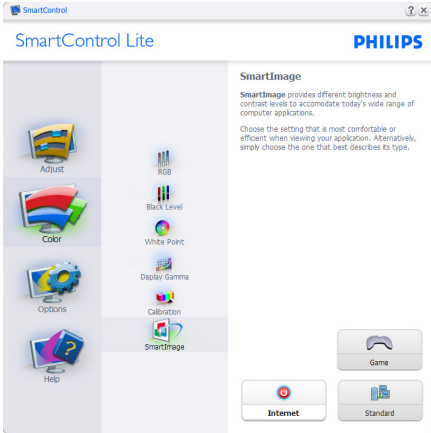 SmartControl
SmartControl Lite
PHILIPS
Adjust
Color
Options
Help
RGB
Black Level
White Point
Display Gamma
Calibration
SmartImage
SmartImage
SmartImage provides different brightness and
contrast levels to accomodate today's wide range of
computer applications.
Choose the setting that is most comfortable or
efficient when viewing your application. Alternatively,
simply choose the one that best describes its type.
Game
Internet
Standard